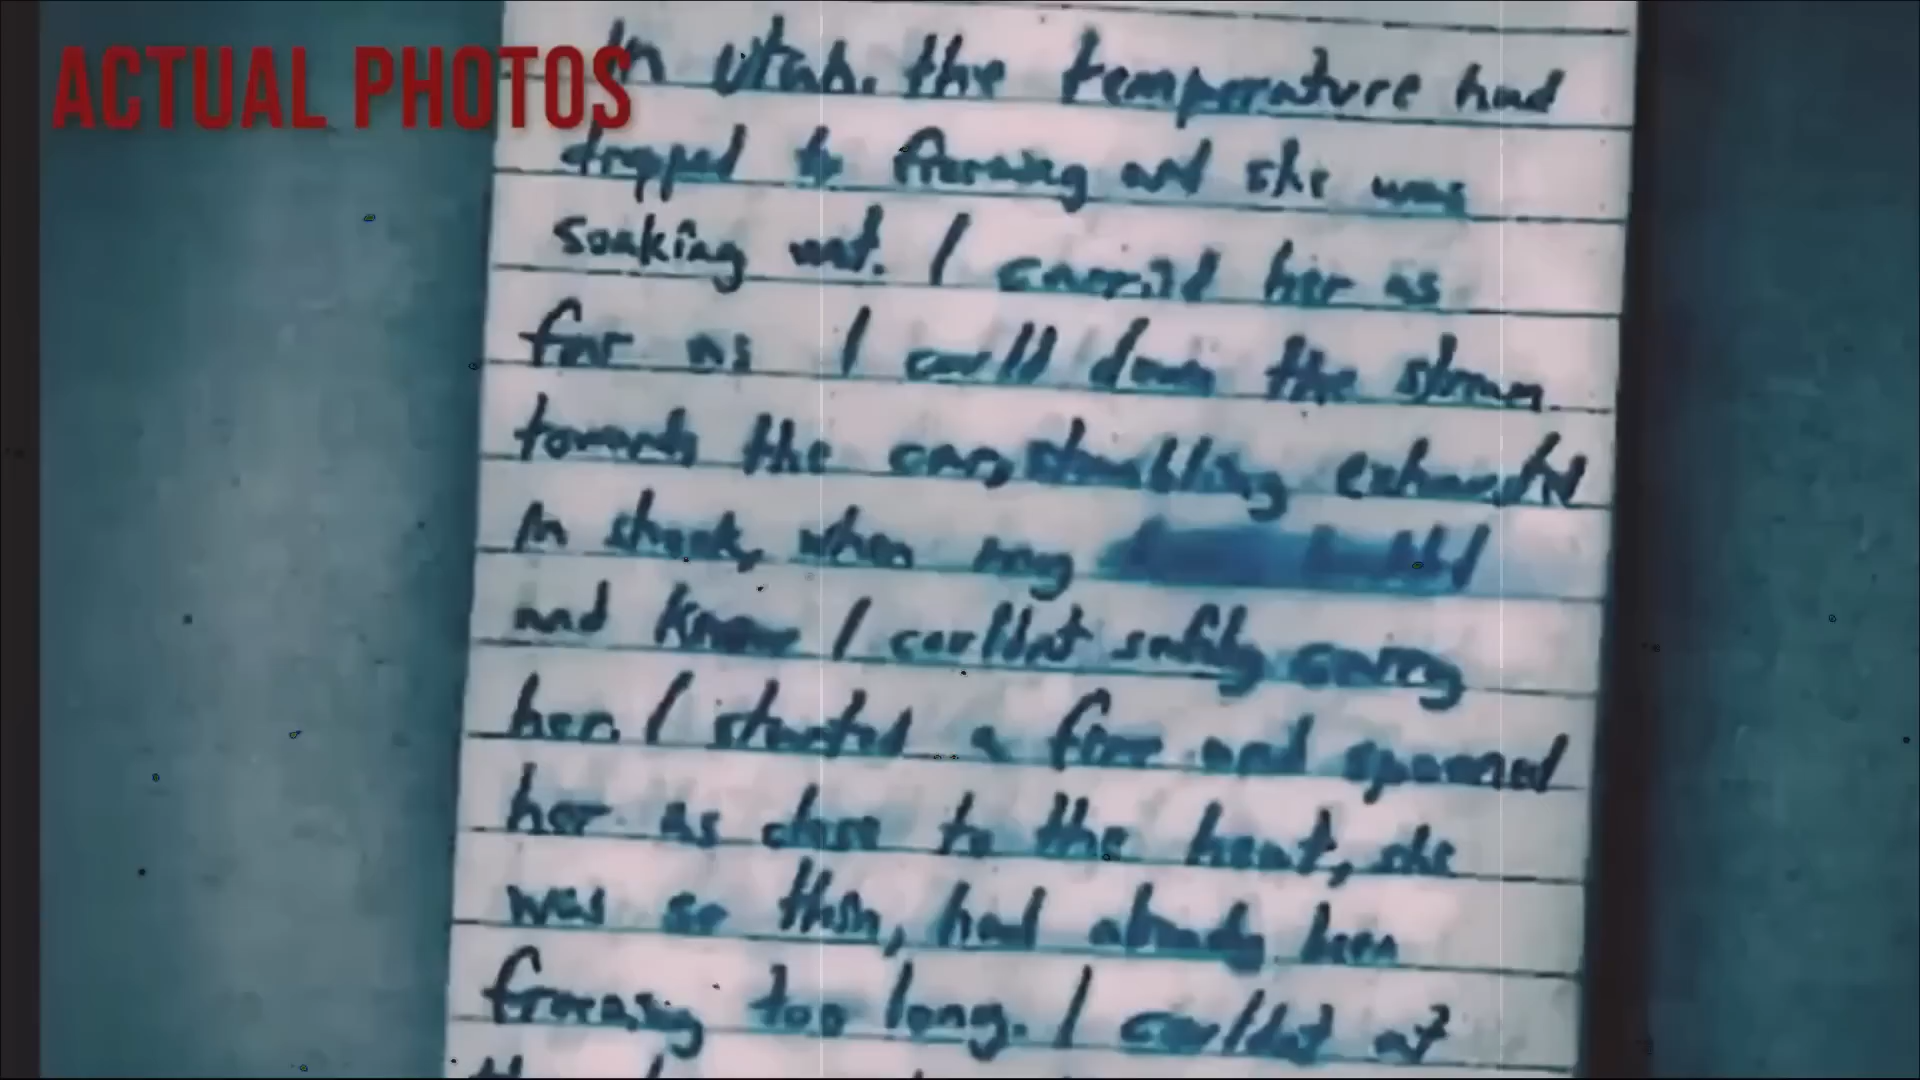 ACTUAL PHOTOS
In Utah. the temperature had
dropped to freezing and she was
soaking wet. I carried her as
far as I could down the stream
towards the car, stumbling exhausted
in shock, when my
and knew I couldnt safely carry
her. I started a fire and spooned
her as close to the heat, she
was so thin, had already been
freezing too long. I couldnt at